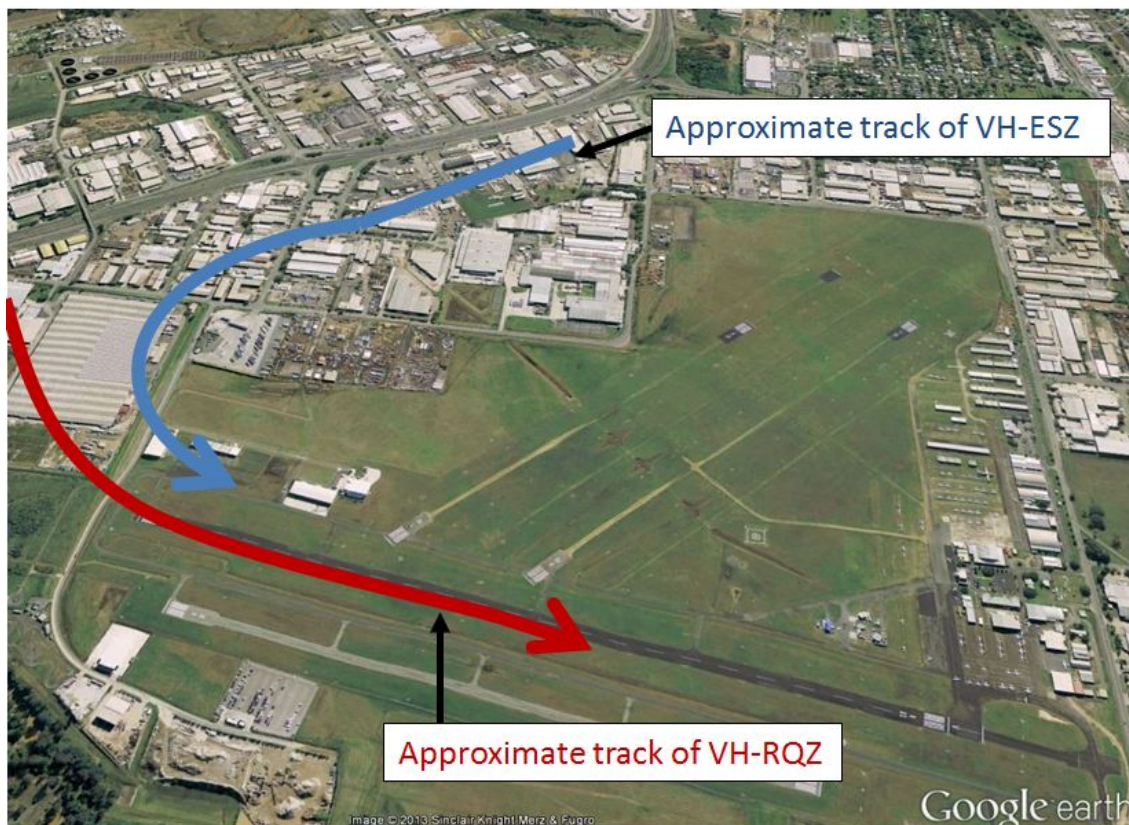 Approximate track of VH-ESZ
Approximate track of VH-RQZ
Image © 2013 Sinclair Knight Merz & Fugro
Google earth